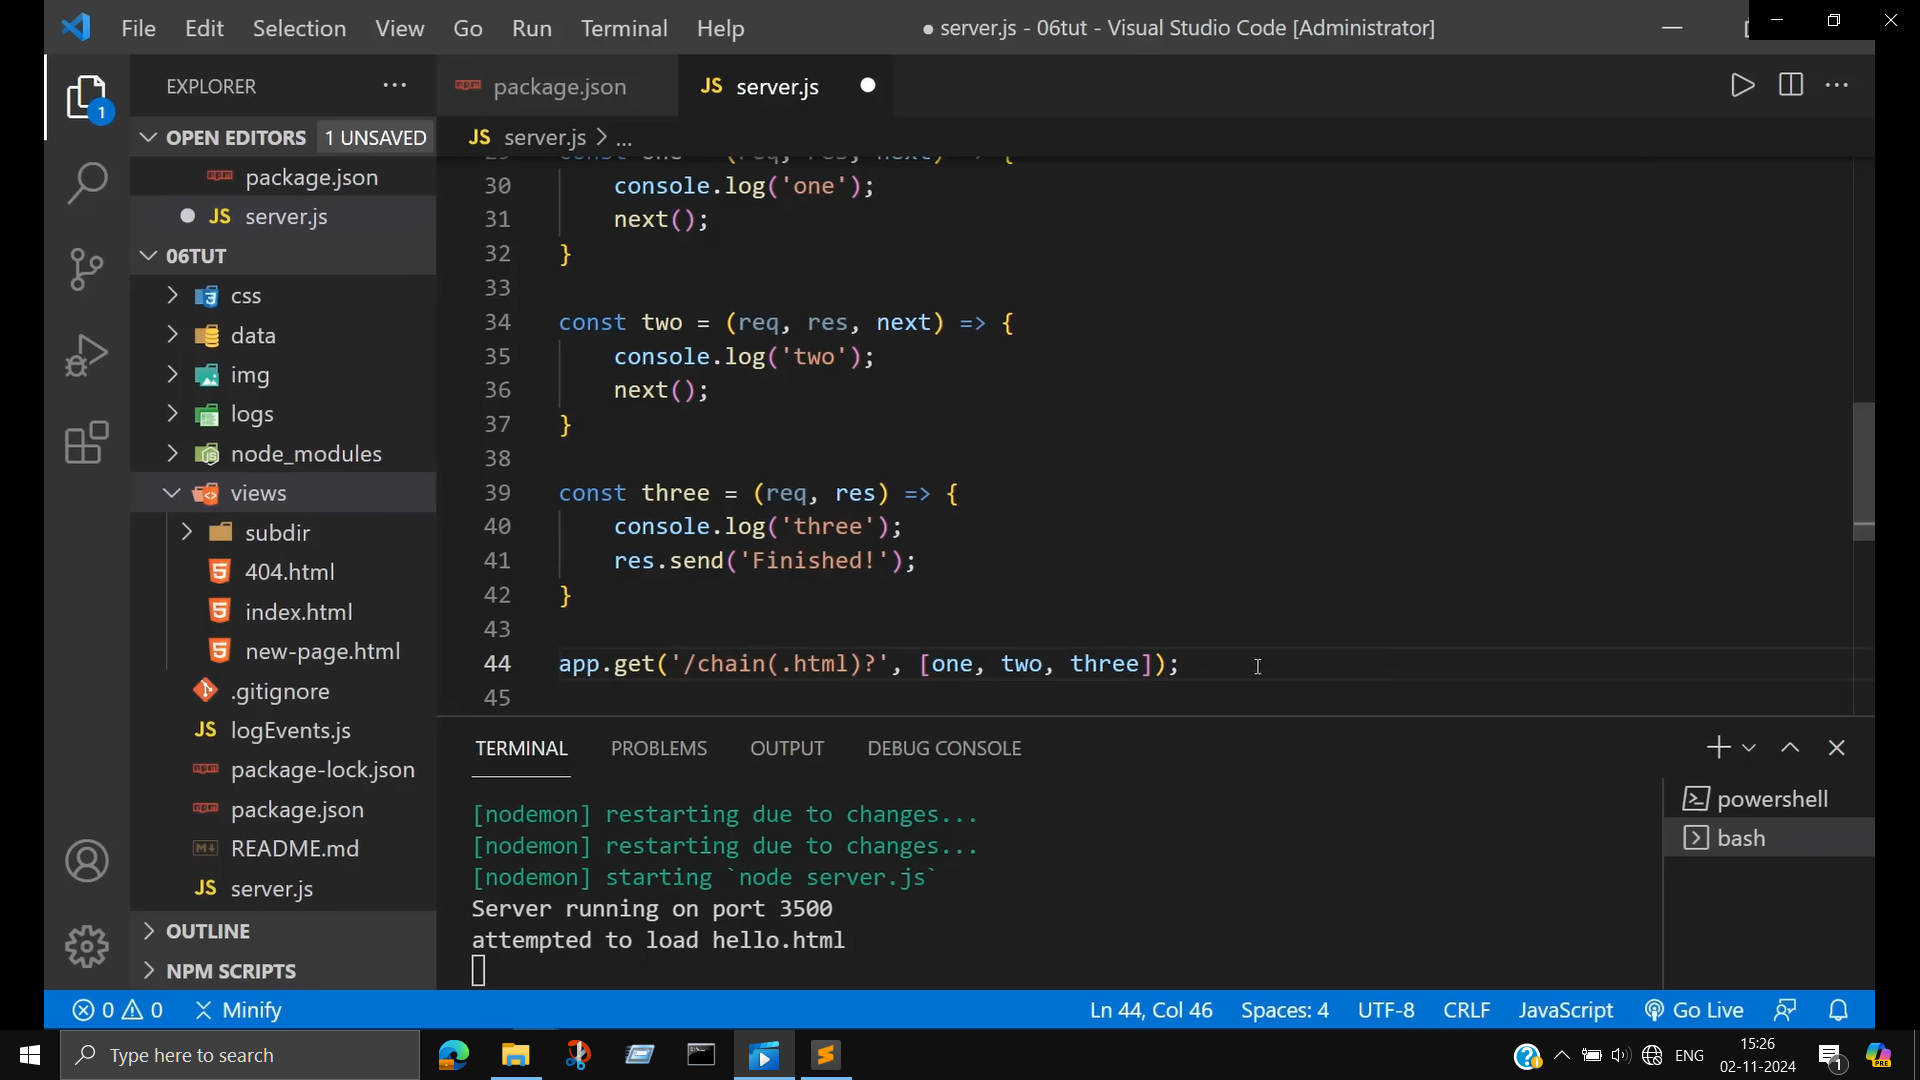 File Edit Selection View Go Run Terminal Help
● server.js - 06tut - Visual Studio Code [Administrator]
EXPLORER
OPEN EDITORS 1 UNSAVED
package.json
JS server.js
06TUT
css
data
img
logs
node_modules
views
subdir
404.html
index.html
new-page.html
.gitignore
JS logEvents.js
package-lock.json
package.json
README.md
JS server.js
OUTLINE
NPM SCRIPTS
package.json
JS server.js
JS server.js > ...
29 const one = (req, res, next) => {
30 console.log('one');
31 next();
32 }
33
34 const two = (req, res, next) => {
35 console.log('two');
36 next();
37 }
38
39 const three = (req, res) => {
40 console.log('three');
41 res.send('Finished!');
42 }
43
44 app.get('/chain(.html)?', [one, two, three]);
45
TERMINAL PROBLEMS OUTPUT DEBUG CONSOLE
[nodemon] restarting due to changes...
[nodemon] restarting due to changes...
[nodemon] starting `node server.js`
Server running on port 3500
attempted to load hello.html
powershell
bash
0 0 Minify
Ln 44, Col 46 Spaces: 4 UTF-8 CRLF JavaScript Go Live
Type here to search
ENG
15:26
02-11-2024
1
1
PRE